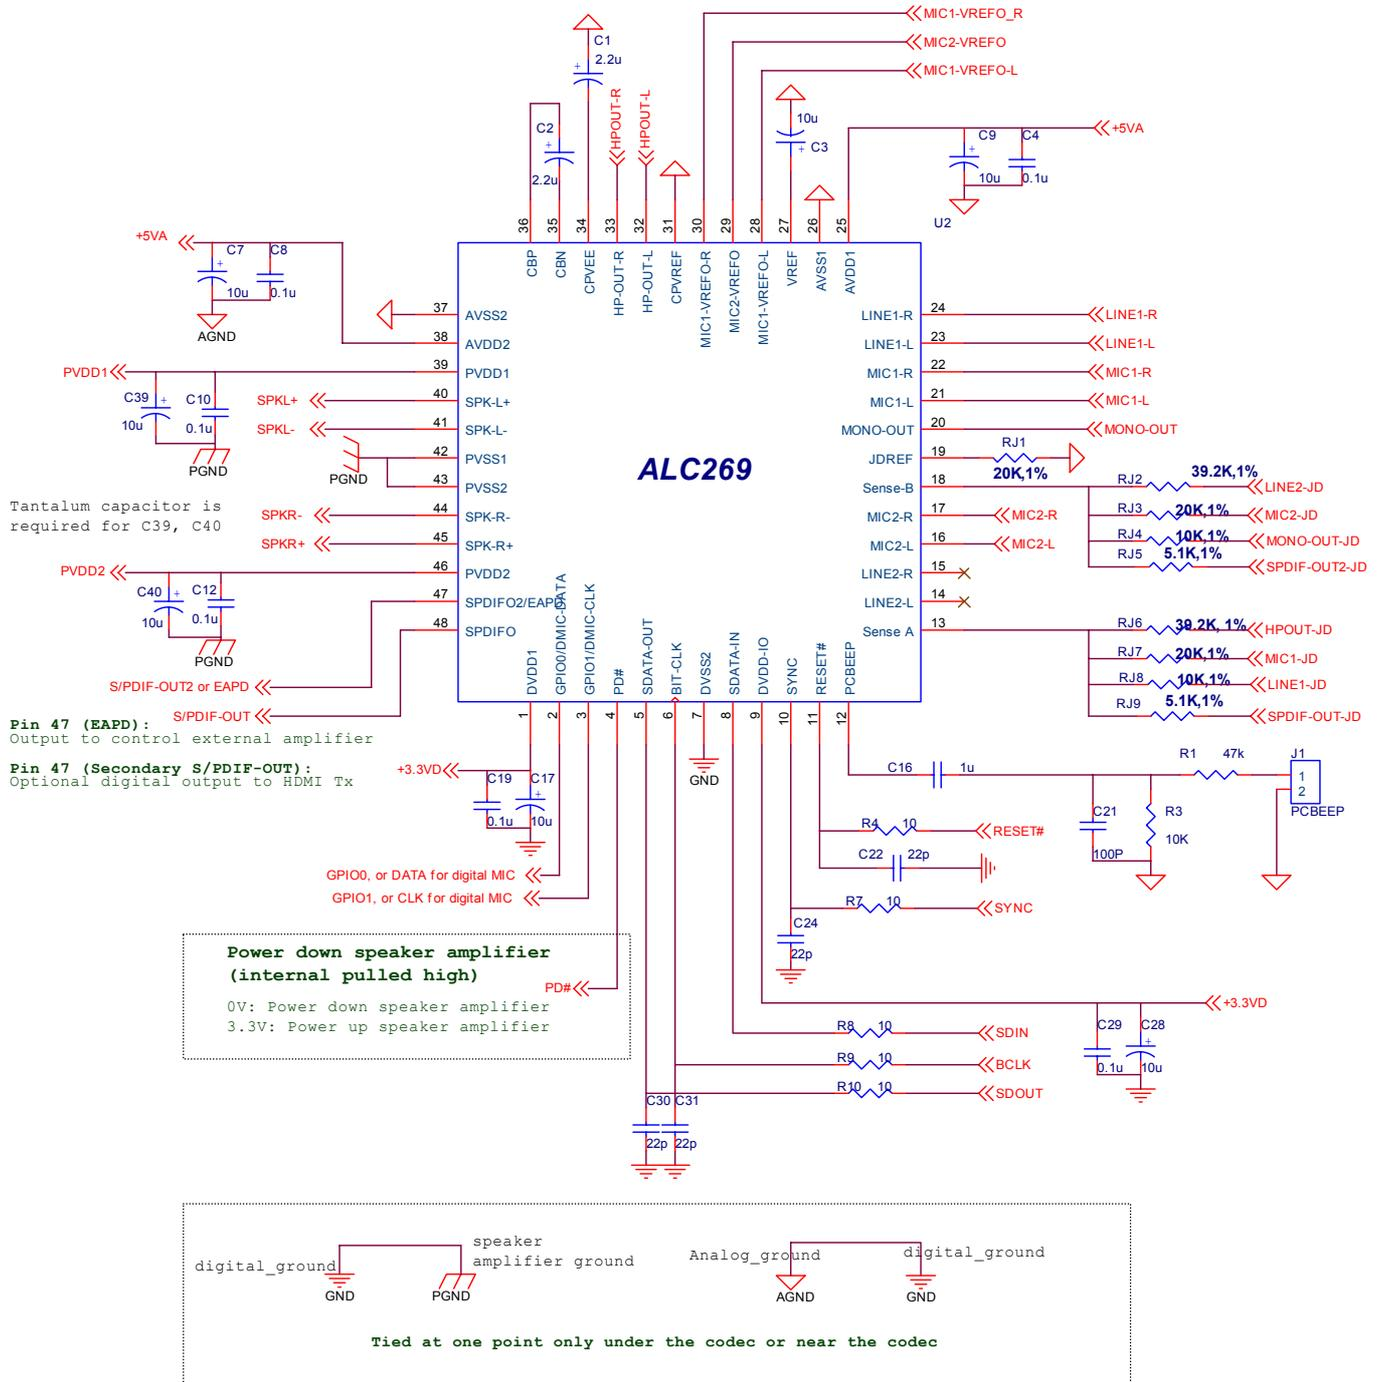 MIC1-VREFO_R
MIC2-VREFO
MIC1-VREFO-L
C1
2.2u
C2
2.2u
HPOUT-R
HPOUT-L
10u
C3
C9
10u
C4
0.1u
+5VA
U2
36 35 34 33 32 31 30 29 28 27 26 25
CBP
CBN
CPVEE
HP-OUT-R
HP-OUT-L
CPVREF
MIC1-VREFO-R
MIC2-VREFO
MIC1-VREFO-L
VREF
AVSS1
AVDD1
+5VA
C7
10u
C8
0.1u
AGND
37 AVSS2
38 AVDD2
PVDD1
39 PVDD1
C39
10u
C10
0.1u
PGND
SPKL+
40 SPK-L+
SPKL-
41 SPK-L-
42 PVSS1
PGND
43 PVSS2
Tantalum capacitor is
required for C39, C40
SPKR-
44 SPK-R-
SPKR+
45 SPK-R+
PVDD2
46 PVDD2
C40
10u
C12
0.1u
PGND
47 SPDIFO2/EAPD
48 SPDIFO
S/PDIF-OUT2 or EAPD
S/PDIF-OUT
Pin 47 (EAPD):
Output to control external amplifier
Pin 47 (Secondary S/PDIF-OUT):
Optional digital output to HDMI Tx
ALC269
LINE1-R 24 LINE1-R
LINE1-L 23 LINE1-L
MIC1-R 22 MIC1-R
MIC1-L 21 MIC1-L
MONO-OUT 20 MONO-OUT
JDREF 19 RJ1
20K,1%
Sense-B 18
RJ2 39.2K,1% LINE2-JD
RJ3 20K,1% MIC2-JD
RJ4 10K,1% MONO-OUT-JD
RJ5 5.1K,1% SPDIF-OUT2-JD
MIC2-R 17 MIC2-R
MIC2-L 16 MIC2-L
LINE2-R 15
LINE2-L 14
Sense A 13
RJ6 39.2K, 1% HPOUT-JD
RJ7 20K,1% MIC1-JD
RJ8 10K,1% LINE1-JD
RJ9 5.1K,1% SPDIF-OUT-JD
DVDD1
GPIO0/DMIC-DATA
GPIO1/DMIC-CLK
PD#
SDATA-OUT
BIT-CLK
DVSS2
SDATA-IN
DVDD-IO
SYNC
RESET#
PCBEEP
1 2 3 4 5 6 7 8 9 10 11 12
+3.3VD
C19
0.1u
C17
10u
GND
C16 1u
R1 47k
J1
1
2
PCBEEP
C21
100P
R3
10K
R4 10 RESET#
C22 22p
GPIO0, or DATA for digital MIC
GPIO1, or CLK for digital MIC
R7 10 SYNC
C24
22p
Power down speaker amplifier
(internal pulled high)
PD#
0V: Power down speaker amplifier
3.3V: Power up speaker amplifier
+3.3VD
C29
0.1u
C28
10u
R8 10 SDIN
R9 10 BCLK
R10 10 SDOUT
C30 C31
22p 22p
digital_ground
GND
speaker
amplifier ground
PGND
Analog_ground
AGND
digital_ground
GND
Tied at one point only under the codec or near the codec